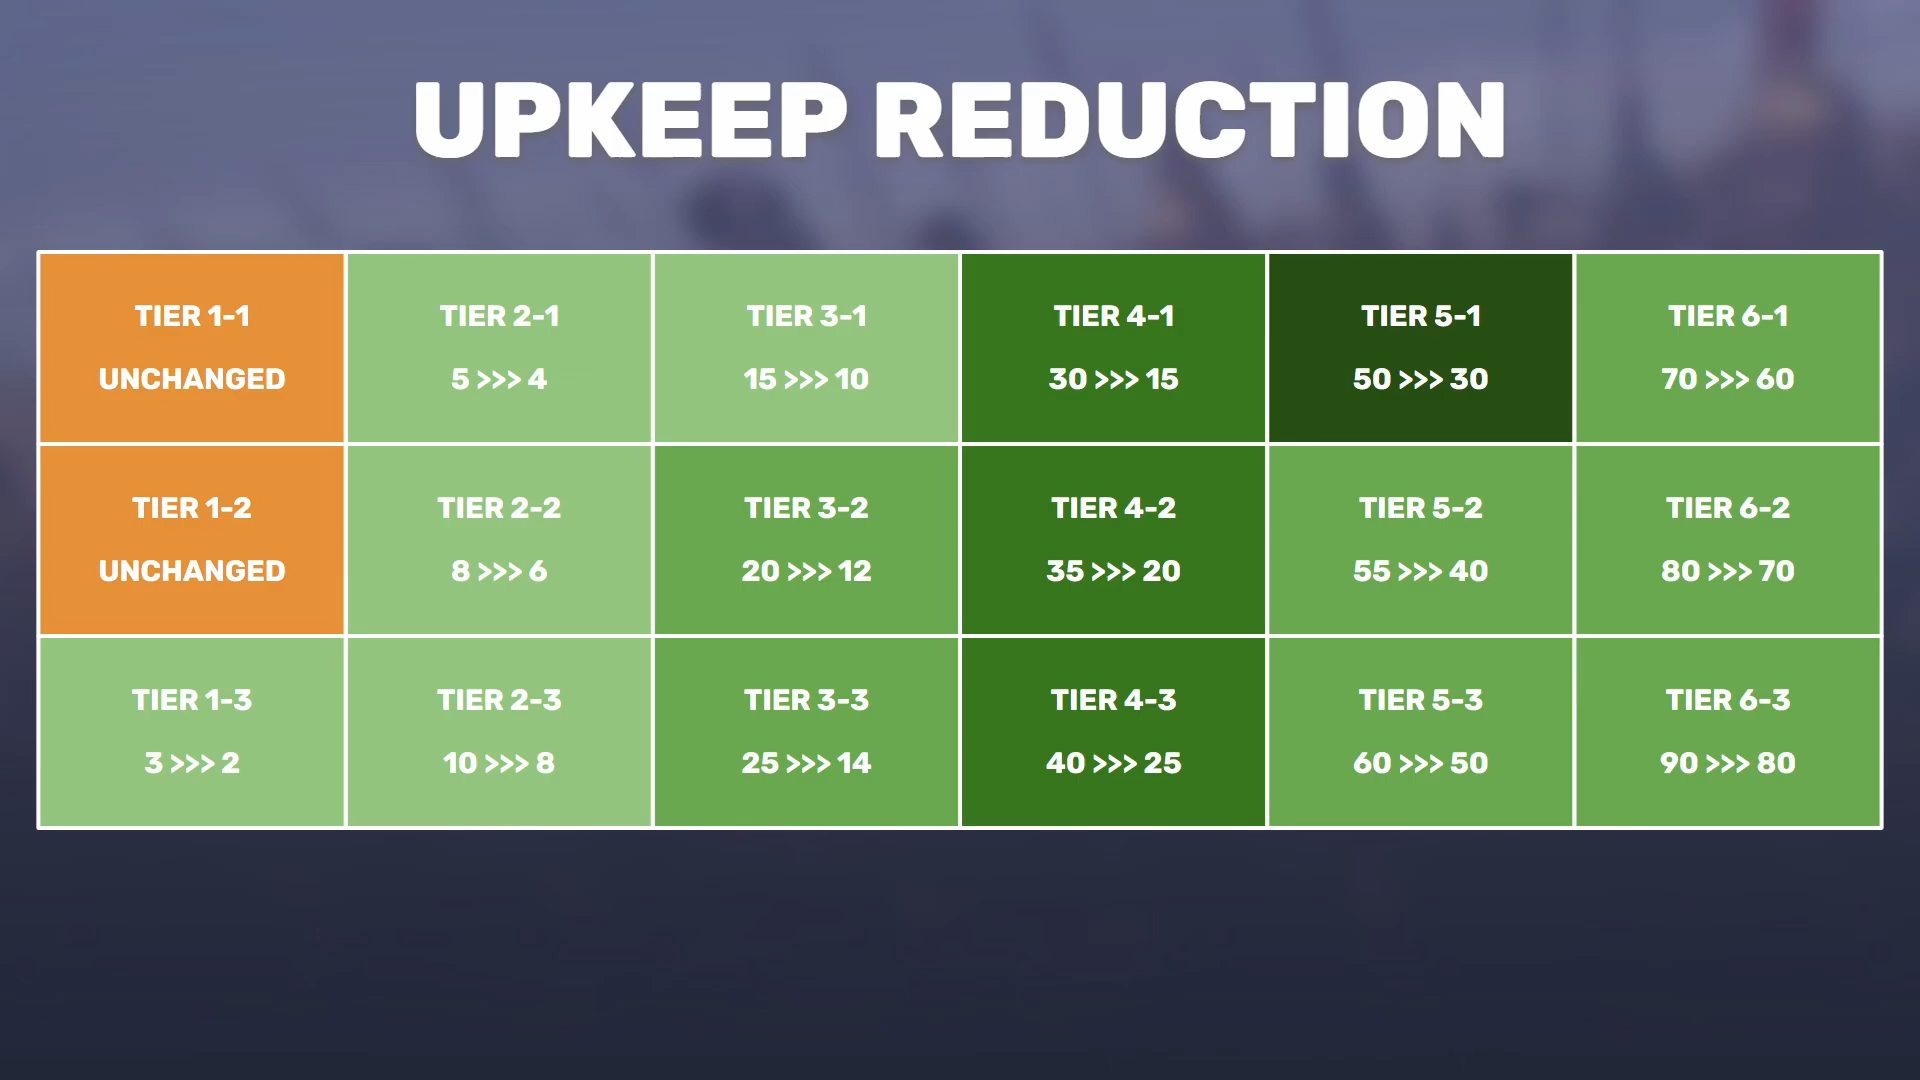 UPKEEP REDUCTION
TIER 1-1
UNCHANGED
TIER 2-1
5 >>> 4
TIER 3-1
15 >>> 10
TIER 4-1
30 >>> 15
TIER 5-1
50 >>> 30
TIER 6-1
70 >>> 60
TIER 1-2
UNCHANGED
TIER 2-2
8 >>> 6
TIER 3-2
20 >>> 12
TIER 4-2
35 >>> 20
TIER 5-2
55 >>> 40
TIER 6-2
80 >>> 70
TIER 1-3
3 >>> 2
TIER 2-3
10 >>> 8
TIER 3-3
25 >>> 14
TIER 4-3
40 >>> 25
TIER 5-3
60 >>> 50
TIER 6-3
90 >>> 80